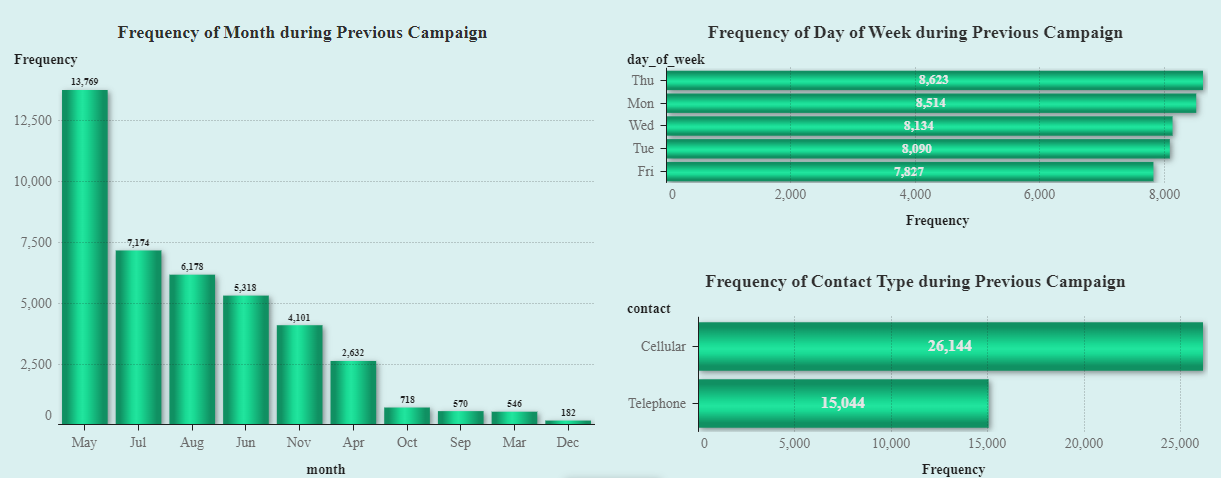 Frequency of Month during Previous Campaign
Frequency
13,769
12,500
10,000
7,500
5,000
2,500
0
7,174
6,178
5,318
4,101
2,632
718
570
546
182
May Jul Aug Jun Nov Apr Oct Sep Mar Dec
month
Frequency of Day of Week during Previous Campaign
day_of_week
Thu 8,623
Mon 8,514
Wed 8,134
Tue 8,090
Fri 7,827
0 2,000 4,000 6,000 8,000
Frequency
Frequency of Contact Type during Previous Campaign
contact
Cellular 26,144
Telephone 15,044
0 5,000 10,000 15,000 20,000 25,000
Frequency